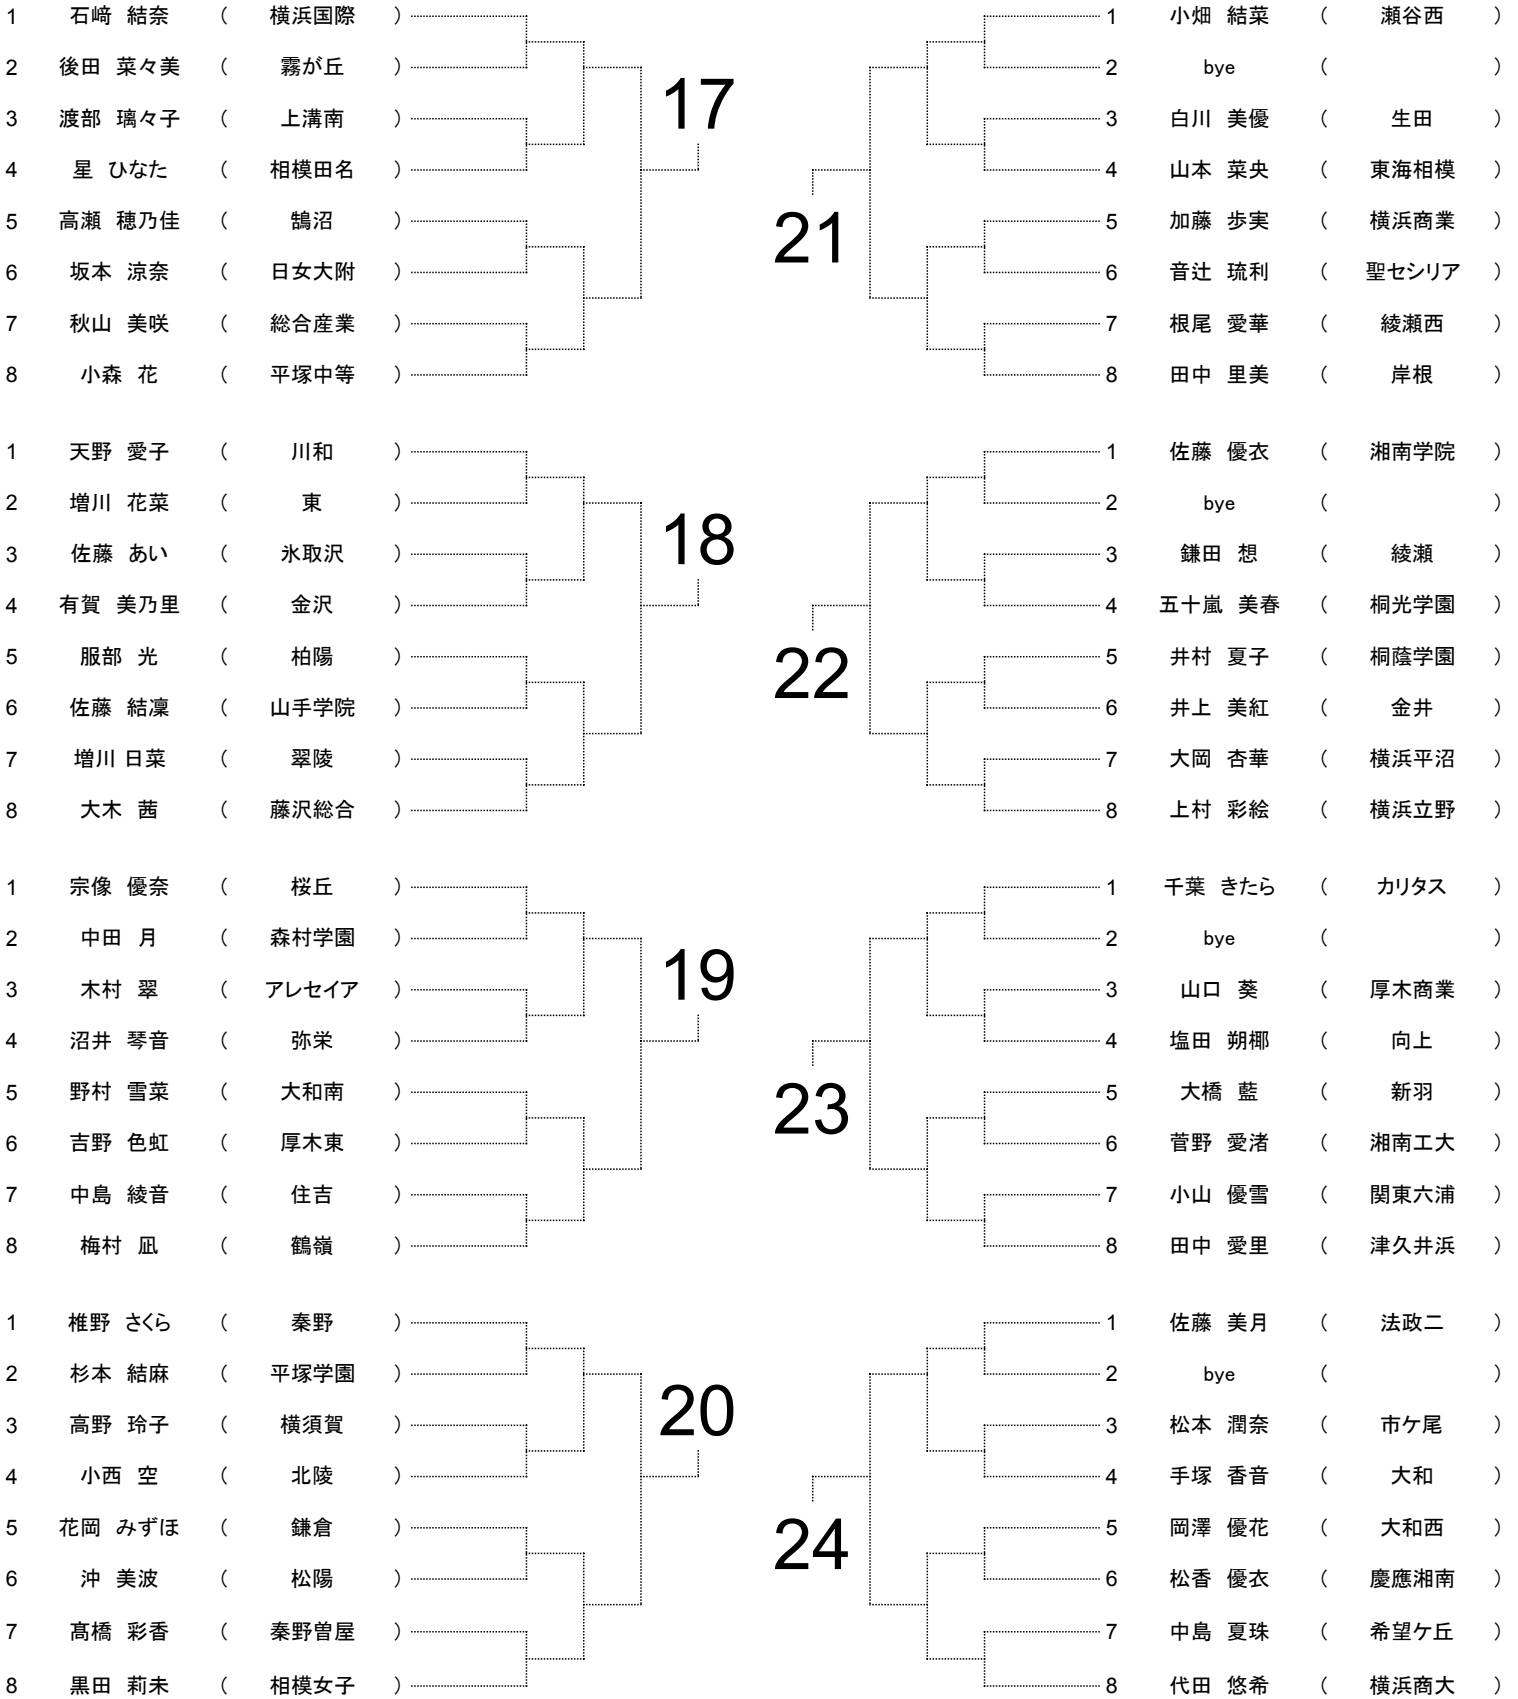 1 石﨑 結奈 （ 横浜国際 ）
2 後田 菜々美 （ 霧が丘 ）
3 渡部 璃々子 （ 上溝南 ）
4 星 ひなた （ 相模田名 ）
5 高瀬 穂乃佳 （ 鵠沼 ）
6 坂本 涼奈 （ 日女大附 ）
7 秋山 美咲 （ 総合産業 ）
8 小森 花 （ 平塚中等 ）
17
1 天野 愛子 （ 川和 ）
2 増川 花菜 （ 東 ）
3 佐藤 あい （ 氷取沢 ）
4 有賀 美乃里 （ 金沢 ）
5 服部 光 （ 柏陽 ）
6 佐藤 結凜 （ 山手学院 ）
7 増川 日菜 （ 翠陵 ）
8 大木 茜 （ 藤沢総合 ）
18
1 宗像 優奈 （ 桜丘 ）
2 中田 月 （ 森村学園 ）
3 木村 翠 （ アレセイア ）
4 沼井 琴音 （ 弥栄 ）
5 野村 雪菜 （ 大和南 ）
6 吉野 色虹 （ 厚木東 ）
7 中島 綾音 （ 住吉 ）
8 梅村 凪 （ 鶴嶺 ）
19
1 椎野 さくら （ 秦野 ）
2 杉本 結麻 （ 平塚学園 ）
3 高野 玲子 （ 横須賀 ）
4 小西 空 （ 北陵 ）
5 花岡 みずほ （ 鎌倉 ）
6 沖 美波 （ 松陽 ）
7 髙橋 彩香 （ 秦野曽屋 ）
8 黒田 莉未 （ 相模女子 ）
20
1 小畑 結菜 （ 瀬谷西 ）
2 bye （ ）
3 白川 美優 （ 生田 ）
4 山本 菜央 （ 東海相模 ）
5 加藤 歩実 （ 横浜商業 ）
6 音辻 琉利 （ 聖セシリア ）
7 根尾 愛華 （ 綾瀬西 ）
8 田中 里美 （ 岸根 ）
21
1 佐藤 優衣 （ 湘南学院 ）
2 bye （ ）
3 鎌田 想 （ 綾瀬 ）
4 五十嵐 美春 （ 桐光学園 ）
5 井村 夏子 （ 桐蔭学園 ）
6 井上 美紅 （ 金井 ）
7 大岡 杏華 （ 横浜平沼 ）
8 上村 彩絵 （ 横浜立野 ）
22
1 千葉 きたら （ カリタス ）
2 bye （ ）
3 山口 葵 （ 厚木商業 ）
4 塩田 朔椰 （ 向上 ）
5 大橋 藍 （ 新羽 ）
6 菅野 愛渚 （ 湘南工大 ）
7 小山 優雪 （ 関東六浦 ）
8 田中 愛里 （ 津久井浜 ）
23
1 佐藤 美月 （ 法政二 ）
2 bye （ ）
3 松本 潤奈 （ 市ケ尾 ）
4 手塚 香音 （ 大和 ）
5 岡澤 優花 （ 大和西 ）
6 松香 優衣 （ 慶應湘南 ）
7 中島 夏珠 （ 希望ケ丘 ）
8 代田 悠希 （ 横浜商大 ）
24